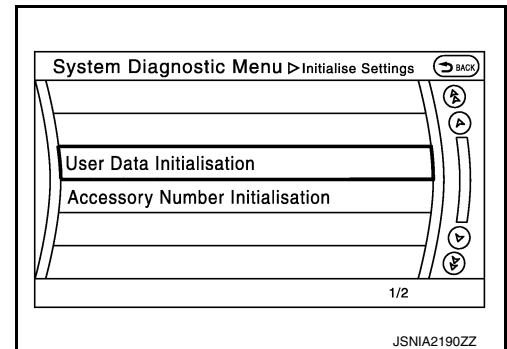 System Diagnostic Menu ▷Initialise Settings BACK
User Data Initialisation
Accessory Number Initialisation
1/2
JSNIA2190ZZ